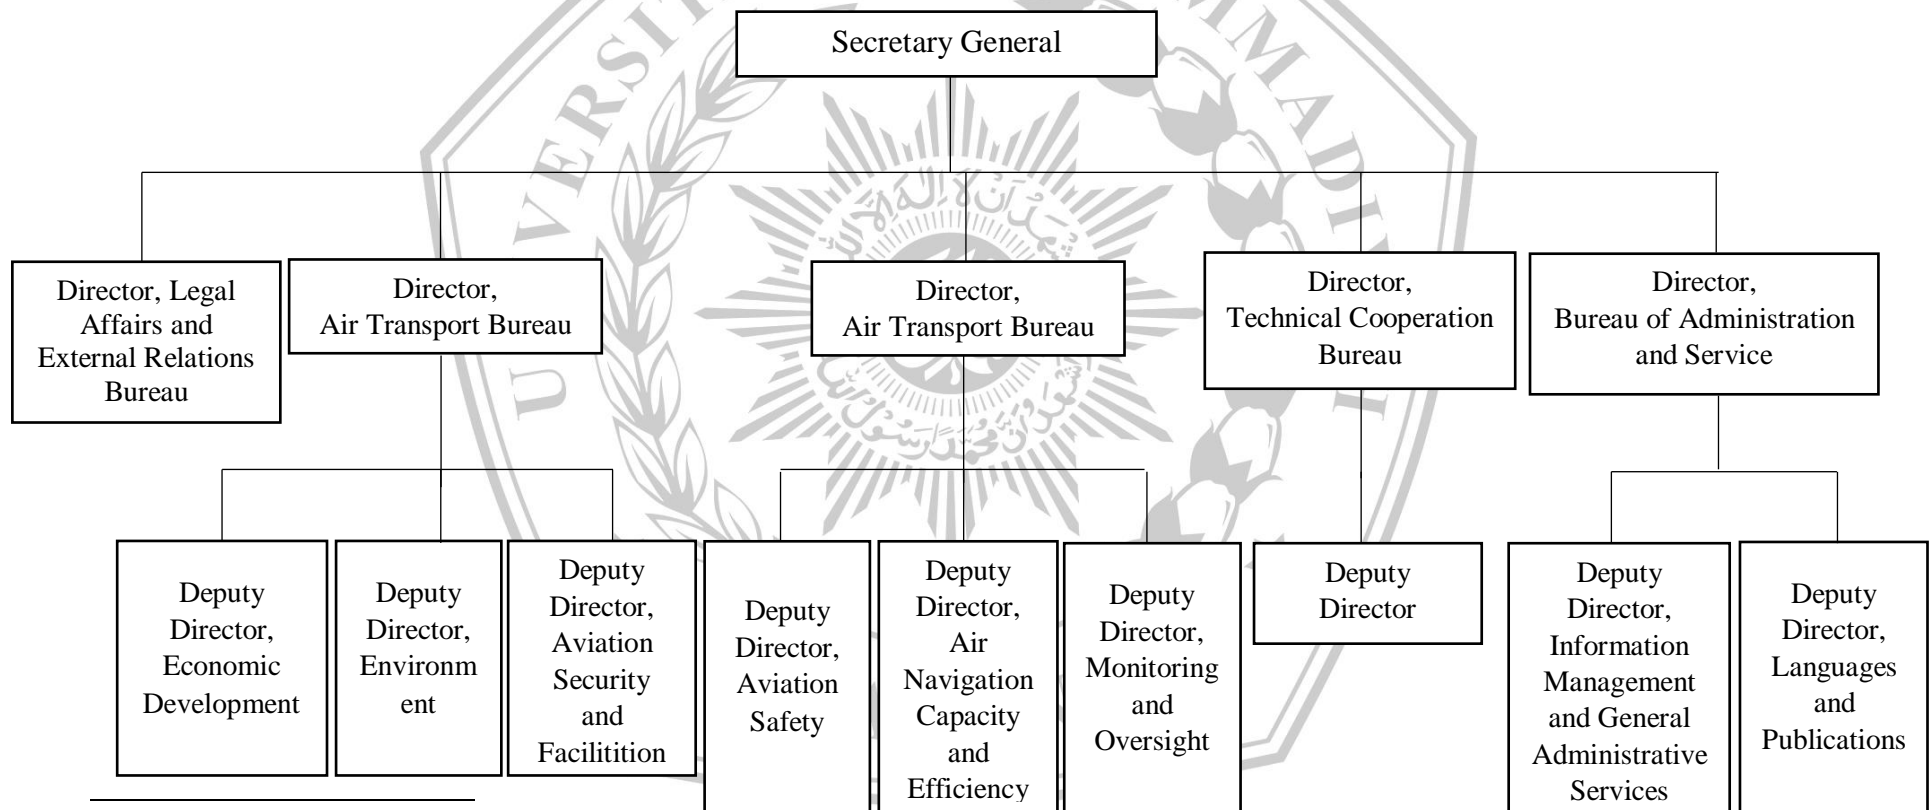 Secretary General
Director, Legal
Affairs and
External Relations
Bureau
Director,
Air Transport Bureau
Director,
Air Transport Bureau
Director,
Technical Cooperation
Bureau
Director,
Bureau of Administration
and Service
Deputy
Director,
Economic
Development
Deputy
Director,
Environm
ent
Deputy
Director,
Aviation
Security
and
Facilitition
Deputy
Director,
Aviation
Safety
Deputy
Director,
Air
Navigation
Capacity
and
Efficiency
Deputy
Director,
Monitoring
and
Oversight
Deputy
Director
Deputy
Director,
Information
Management
and General
Administrative
Services
Deputy
Director,
Languages
and
Publications